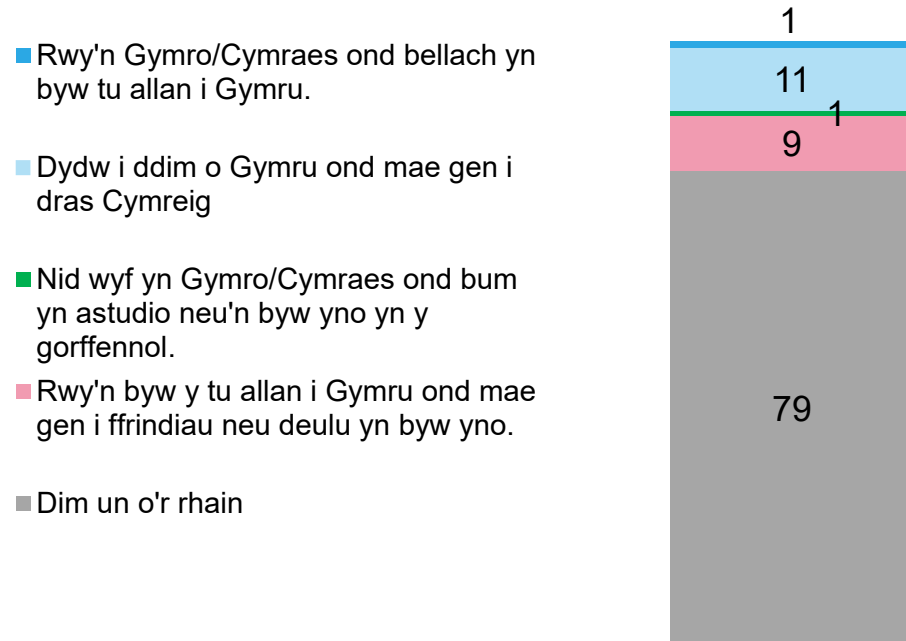 Rwy'n Gymro/Cymraes ond bellach yn
byw tu allan i Gymru.
Dydw i ddim o Gymru ond mae gen i
dras Cymreig
Nid wyf yn Gymro/Cymraes ond bum
yn astudio neu'n byw yno yn y
gorffennol.
Rwy'n byw y tu allan i Gymru ond mae
gen i ffrindiau neu deulu yn byw yno.
Dim un o'r rhain
1
11
1
9
79